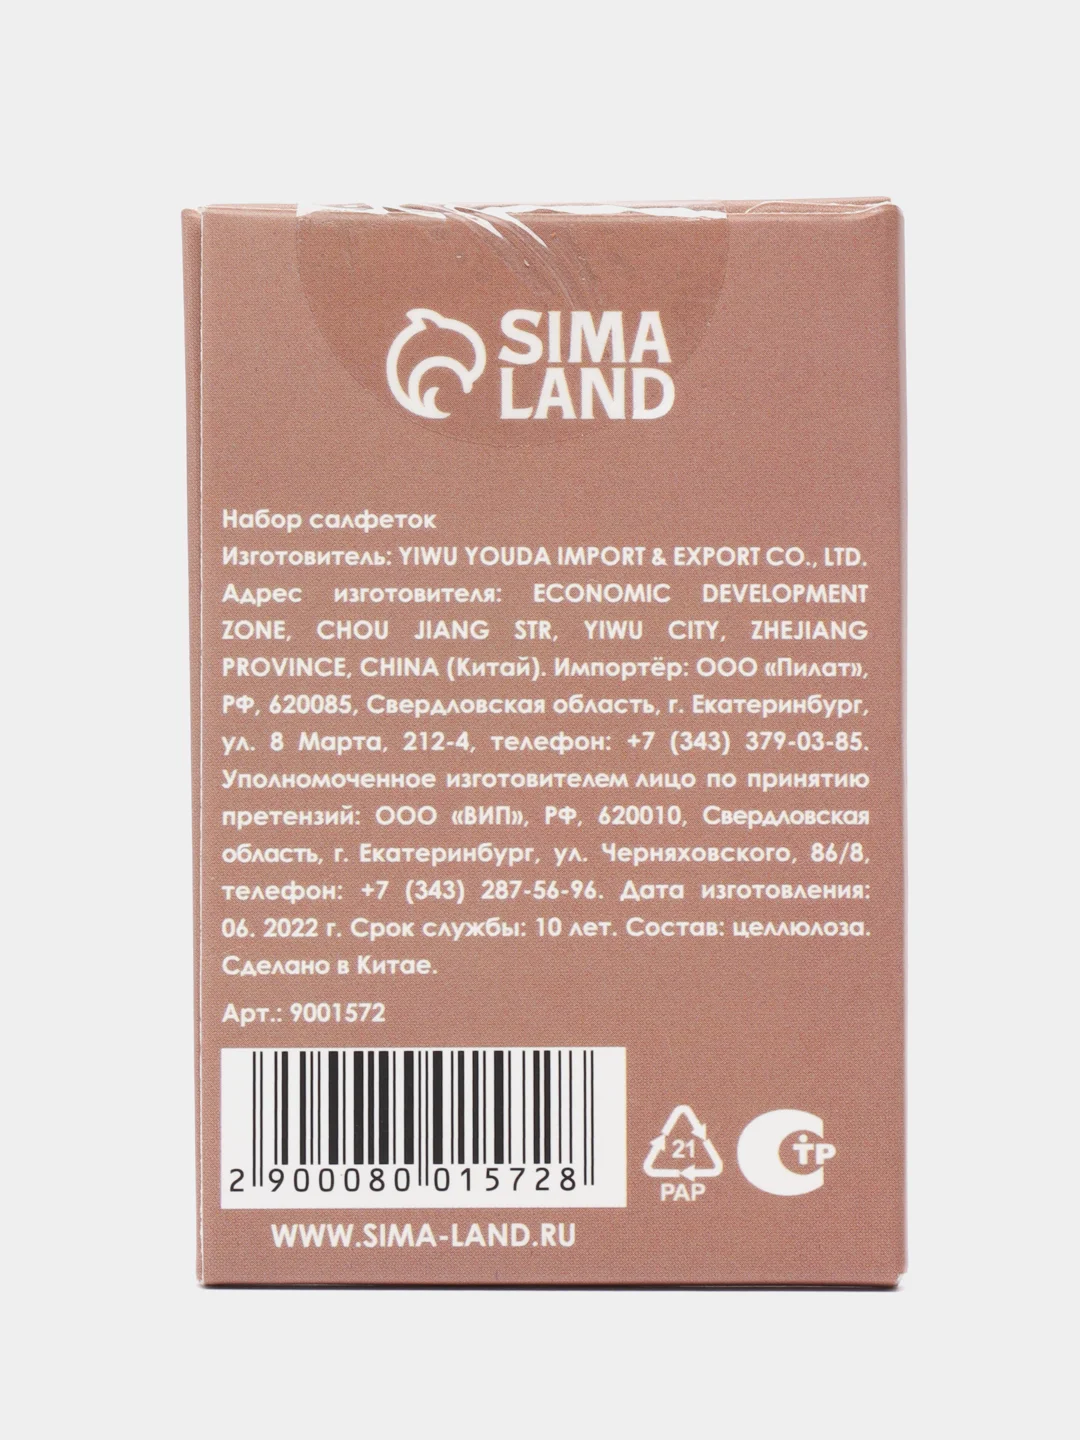 SIMA
LAND
Набор салфеток
Изготовитель: YIWU YOUDA IMPORT & EXPORT CO., LTD.
Адрес изготовителя: ECONOMIC DEVELOPMENT
ZONE, CHOU JIANG STR, YIWU CITY, ZHEJIANG
PROVINCE, CHINA (Китай). Импортёр: ООО «Пилат»,
РФ, 620085, Свердловская область, г. Екатеринбург,
ул. 8 Марта, 212-4, телефон: +7 (343) 379-03-85.
Уполномоченное изготовителем лицо по принятию
претензий: ООО «ВИП», РФ, 620010, Свердловская
область, г. Екатеринбург, ул. Черняховского, 86/8,
телефон: +7 (343) 287-56-96. Дата изготовления:
06. 2022 г. Срок службы: 10 лет. Состав: целлюлоза.
Сделано в Китае.
Арт.: 9001572
2 900080 015728
21
PAP
СТР
WWW.SIMA-LAND.RU